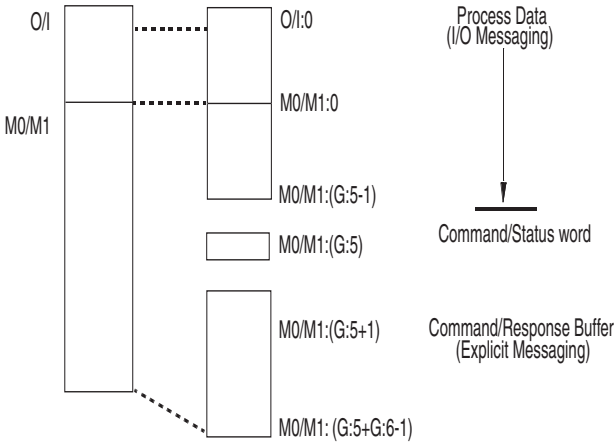 O/I
M0/M1
O/I:0
M0/M1:0
M0/M1:(G:5-1)
M0/M1:(G:5)
M0/M1:(G:5+1)
M0/M1: (G:5+G:6-1)
Process Data
(I/O Messaging)
Command/Status word
Command/Response Buffer
(Explicit Messaging)